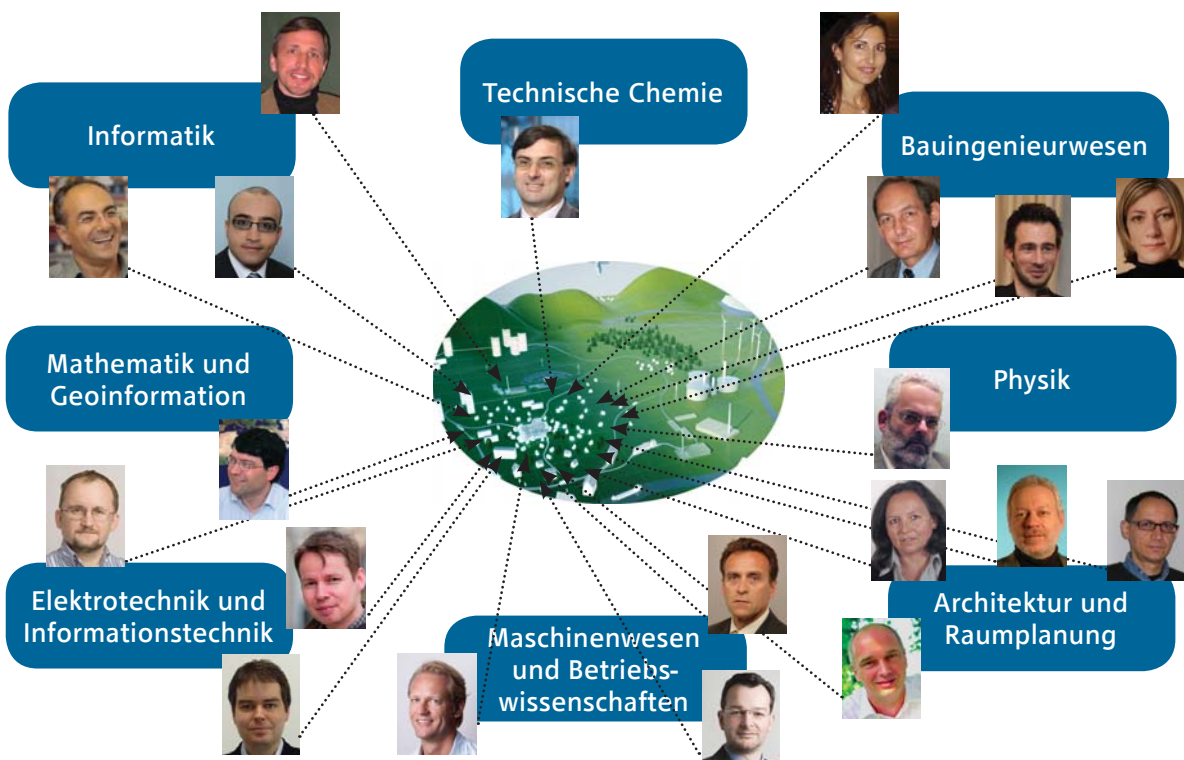 Technische Chemie
Informatik
Bauingenieurwesen
Mathematik und
Geoinformation
Physik
Elektrotechnik und
Informationstechnik
Maschinenwesen
und Betriebs-
wissenschaften
Architektur und
Raumplanung